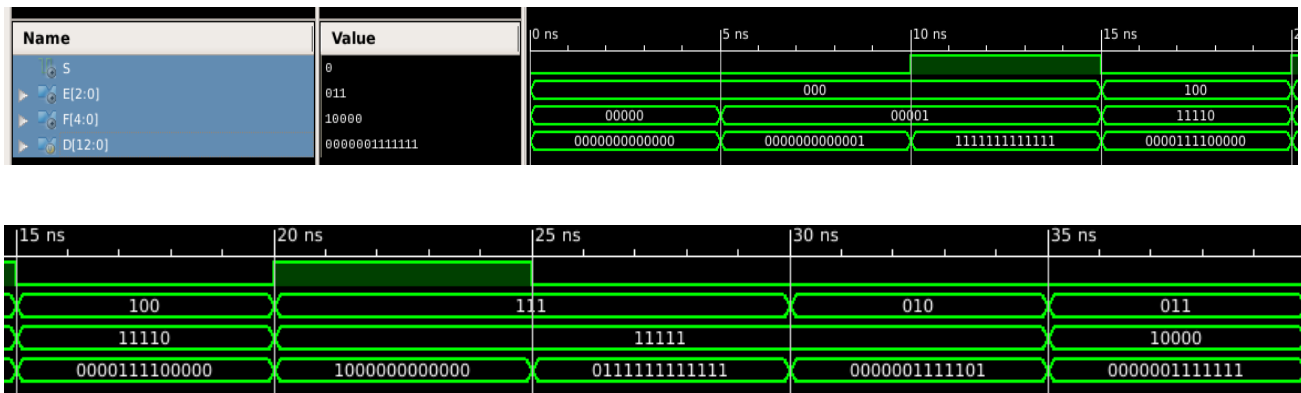 Name Value 0 ns 5 ns 10 ns 15 ns
S 0
E[2:0] 011 000 100
F[4:0] 10000 00000 00001 11110
D[12:0] 0000001111111 0000000000000 0000000000001 1111111111111 0000111100000
15 ns 20 ns 25 ns 30 ns 35 ns
100 111 010 011
11110 11111 10000
0000111100000 1000000000000 0111111111111 0000001111101 0000001111111